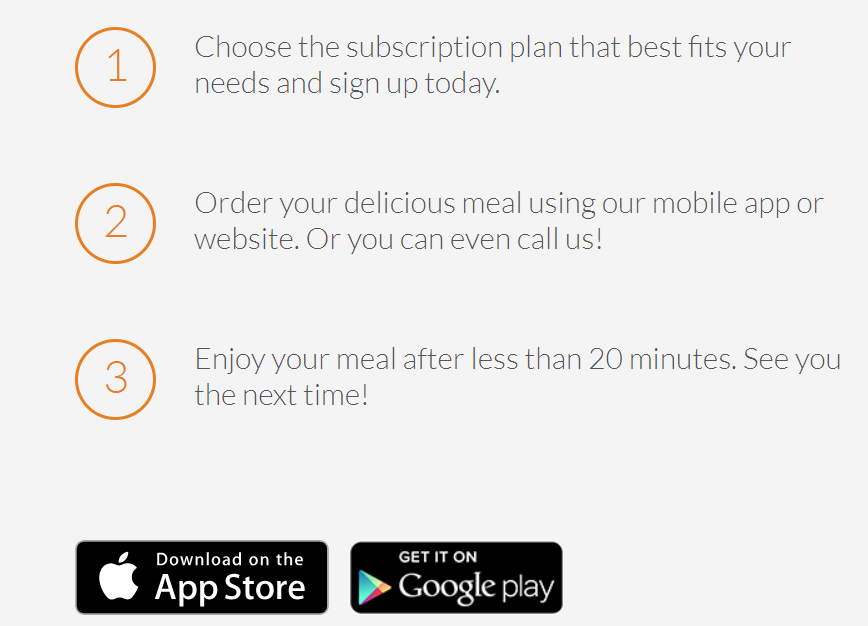 1
Choose the subscription plan that best fits your
needs and sign up today.
2
Order your delicious meal using our mobile app or
website. Or you can even call us!
3
Enjoy your meal after less than 20 minutes. See you
the next time!
Download on the
App Store
GET IT ON
Google play